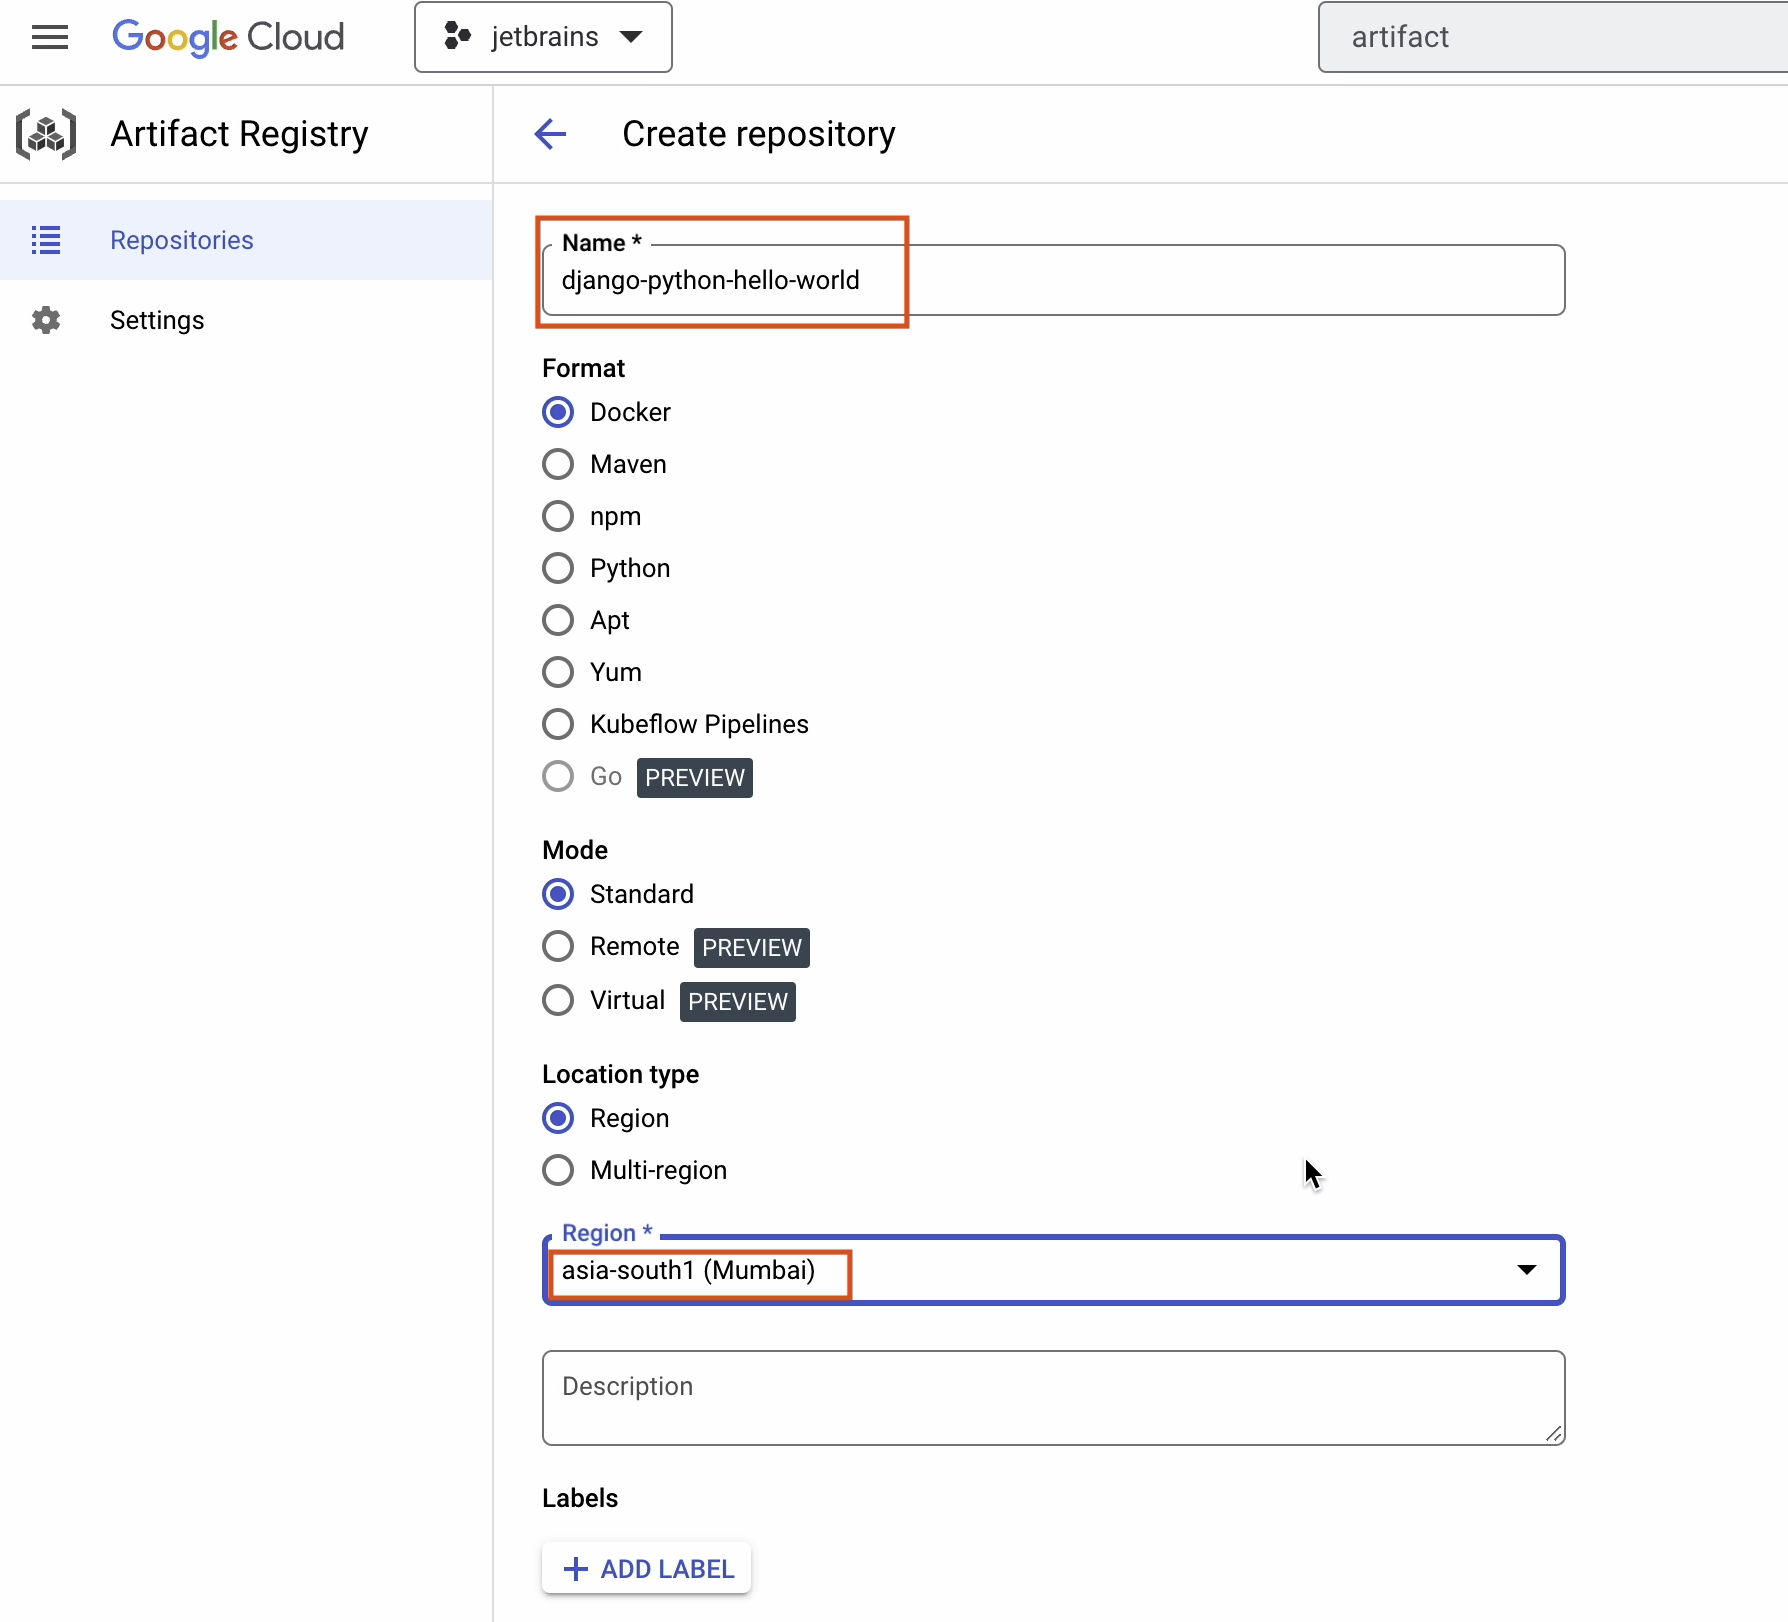 Google Cloud
jetbrains
artifact
Artifact Registry
Create repository
Repositories
Settings
Name *
django-python-hello-world
Format
Docker
Maven
npm
Python
Apt
Yum
Kubeflow Pipelines
Go PREVIEW
Mode
Standard
Remote PREVIEW
Virtual PREVIEW
Location type
Region
Multi-region
Region *
asia-south1 (Mumbai)
Description
Labels
ADD LABEL